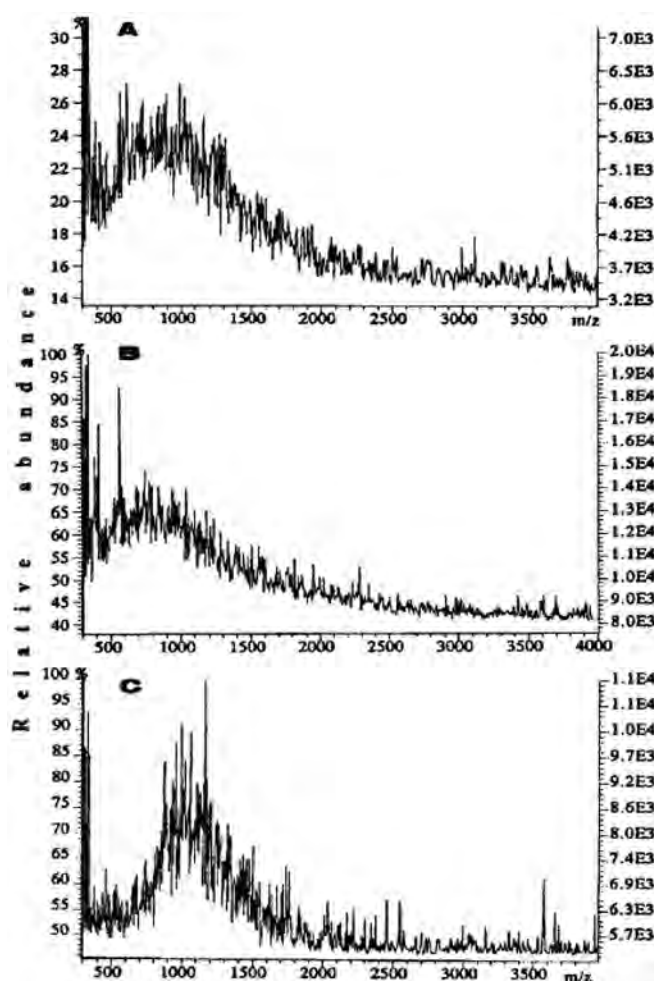 Relative abundance
%
A
30
28
26
24
22
20
18
16
14
7.0E3
6.5E3
6.0E3
5.6E3
5.1E3
4.6E3
4.2E3
3.7E3
3.2E3
500 1000 1500 2000 2500 3000 3500 m/z
%
B
100
95
90
85
80
75
70
65
60
55
50
45
40
2.0E4
1.9E4
1.8E4
1.7E4
1.6E4
1.5E4
1.4E4
1.3E4
1.2E4
1.1E4
1.0E4
9.0E3
8.0E3
500 1000 1500 2000 2500 3000 3500 4000
%
C
100
95
90
85
80
75
70
65
60
55
50
1.1E4
1.0E4
9.7E3
9.2E3
8.6E3
8.0E3
7.4E3
6.9E3
6.3E3
5.7E3
500 1000 1500 2000 2500 3000 3500 m/z